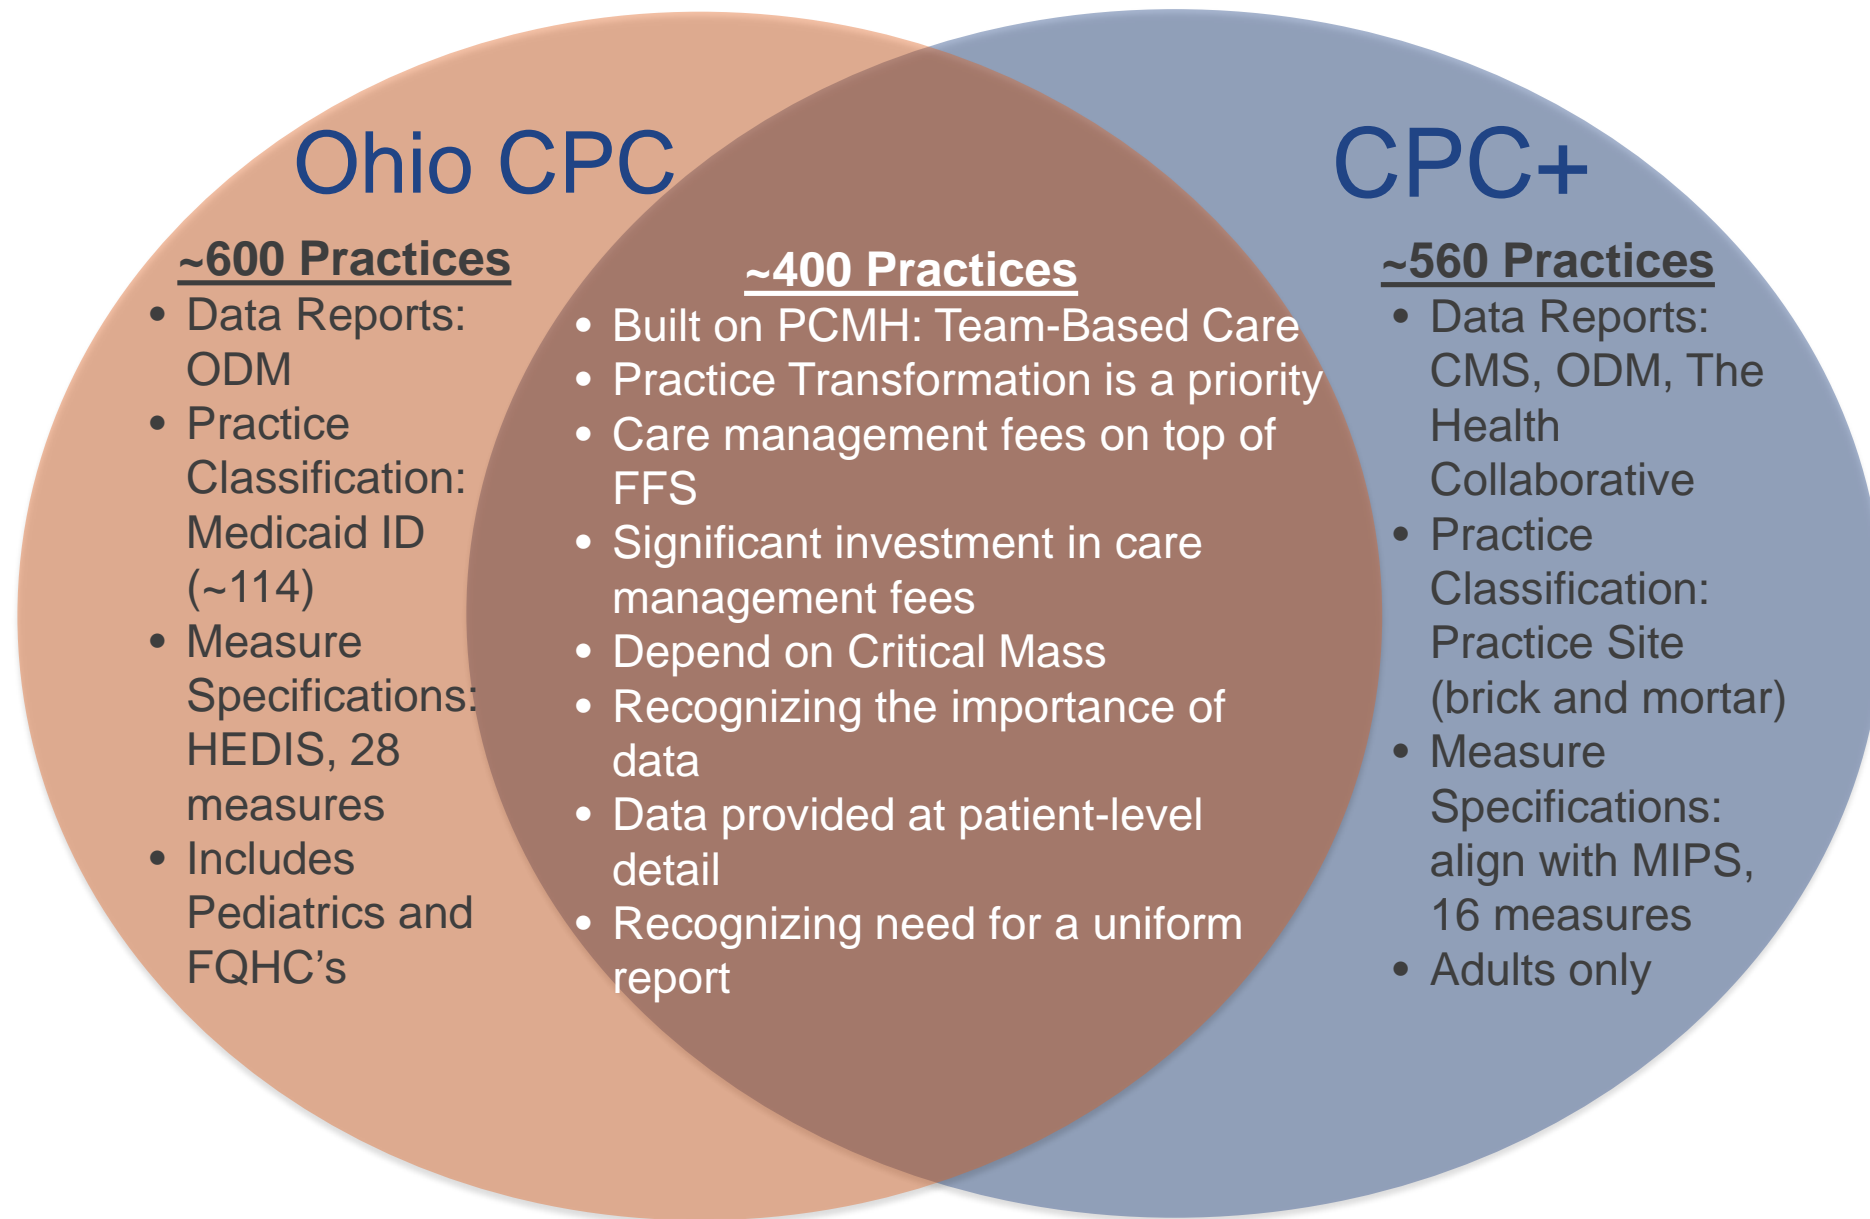 Ohio CPC
~600 Practices
• Data Reports:
ODM
• Practice
Classification:
Medicaid ID
(~114)
• Measure
Specifications:
HEDIS, 28
measures
• Includes
Pediatrics and
FQHC’s
~400 Practices
• Built on PCMH: Team-Based Care
• Practice Transformation is a priority
• Care management fees on top of
FFS
• Significant investment in care
management fees
• Depend on Critical Mass
• Recognizing the importance of
data
• Data provided at patient-level
detail
• Recognizing need for a uniform
report
CPC+
~560 Practices
• Data Reports:
CMS, ODM, The
Health
Collaborative
• Practice
Classification:
Practice Site
(brick and mortar)
• Measure
Specifications:
align with MIPS,
16 measures
• Adults only